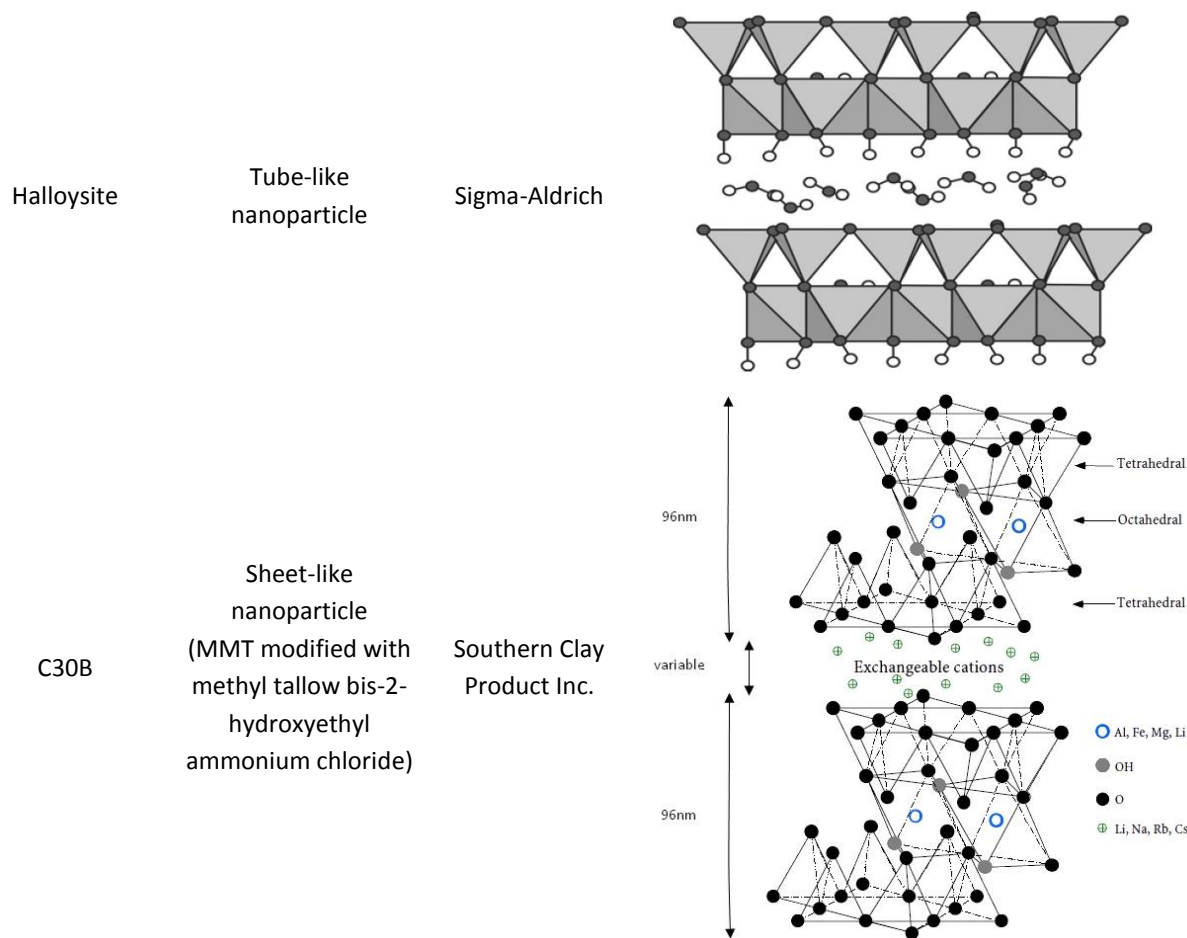 Halloysite
Tube-like
nanoparticle
Sigma-Aldrich
C30B
Sheet-like
nanoparticle
(MMT modified with
methyl tallow bis-2-
hydroxyethyl
ammonium chloride)
Southern Clay
Product Inc.
96nm
Tetrahedral
Octahedral
Tetrahedral
variable
Exchangeable cations
96nm
Al, Fe, Mg, Li
OH
O
Li, Na, Rb, Cs